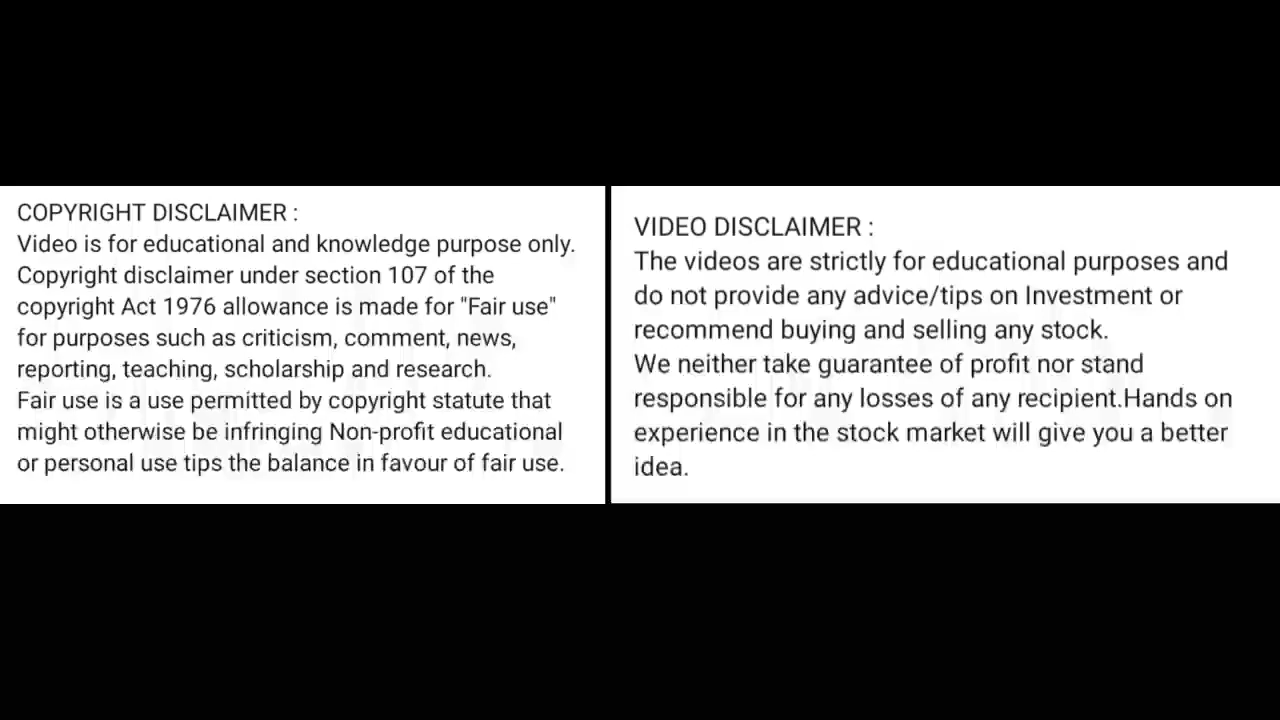 COPYRIGHT DISCLAIMER :
Video is for educational and knowledge purpose only.
Copyright disclaimer under section 107 of the
copyright Act 1976 allowance is made for "Fair use"
for purposes such as criticism, comment, news,
reporting, teaching, scholarship and research.
Fair use is a use permitted by copyright statute that
might otherwise be infringing Non-profit educational
or personal use tips the balance in favour of fair use.
VIDEO DISCLAIMER :
The videos are strictly for educational purposes and
do not provide any advice/tips on Investment or
recommend buying and selling any stock.
We neither take guarantee of profit nor stand
responsible for any losses of any recipient.Hands on
experience in the stock market will give you a better
idea.